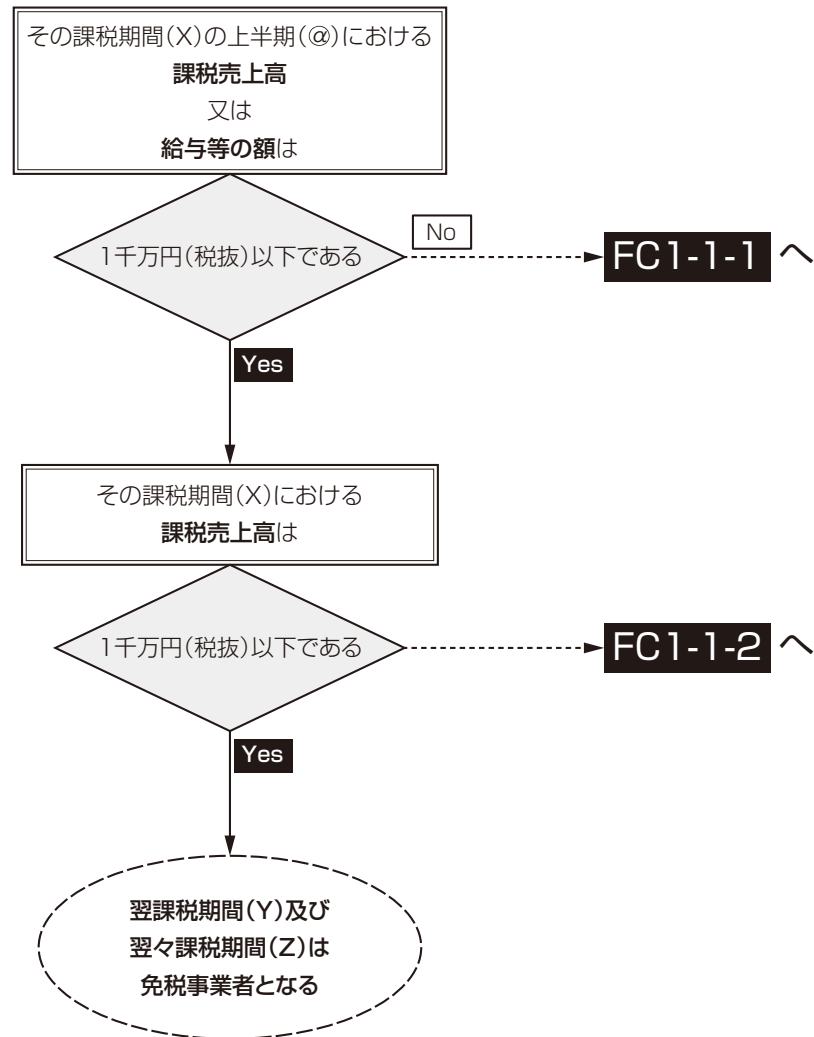 その課税期間(X)の上半期(@)における
課税売上高
又は
給与等の額は
1千万円(税抜)以下である
No
FC1-1-1 へ
Yes
その課税期間(X)における
課税売上高は
1千万円(税抜)以下である
FC1-1-2 へ
Yes
翌課税期間(Y)及び
翌々課税期間(Z)は
免税事業者となる